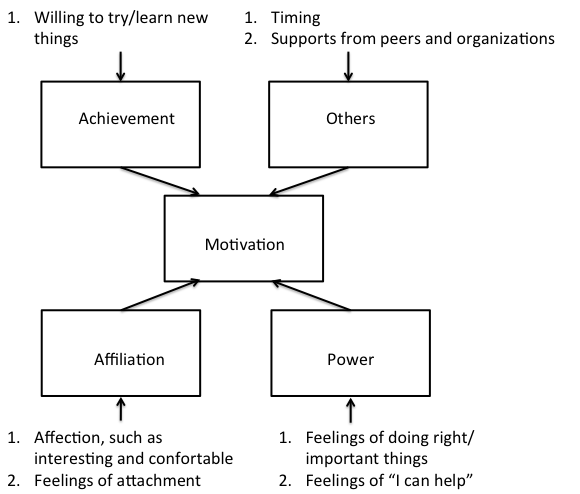 1. Willing to try/learn new
things
1. Timing
2. Supports from peers and organizations
Achievement
Others
Motivation
Affiliation
Power
1. Affection, such as
interesting and confortable
2. Feelings of attachment
1. Feelings of doing right/
important things
2. Feelings of “I can help”